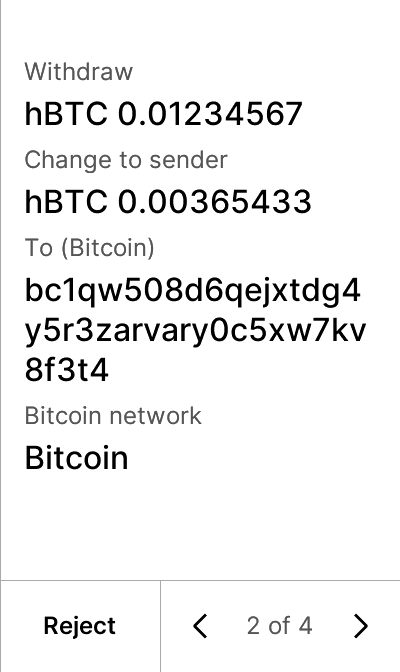 Withdraw
hBTC 0.01234567
Change to sender
hBTC 0.00365433
To (Bitcoin)
bc1qw508d6qejxtdg4
y5r3zarvary0c5xw7kv
8f3t4
Bitcoin network
Bitcoin
Reject
2 of 4